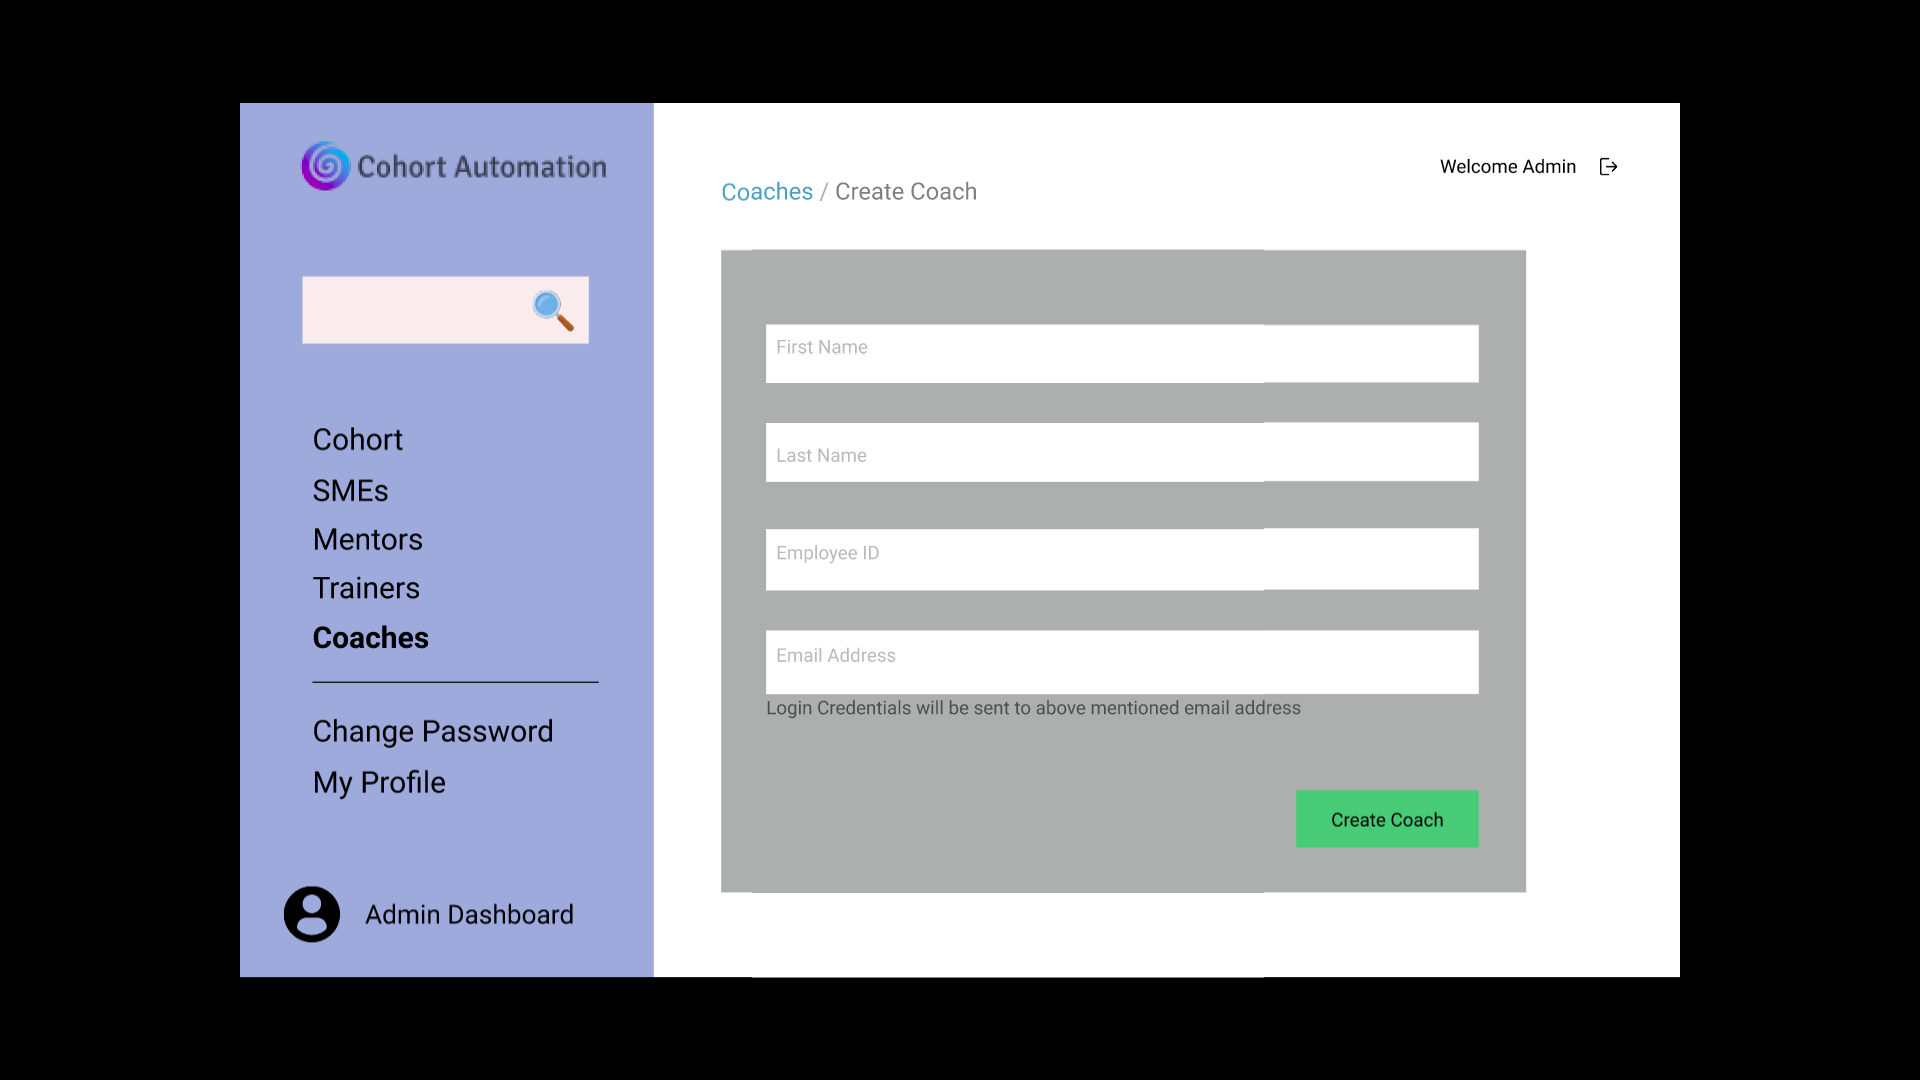 Cohort Automation
Cohort
SMEs
Mentors
Trainers
Coaches
Change Password
My Profile
Admin Dashboard
Welcome Admin
Coaches / Create Coach
First Name
Last Name
Employee ID
Email Address
Login Credentials will be sent to above mentioned email address
Create Coach